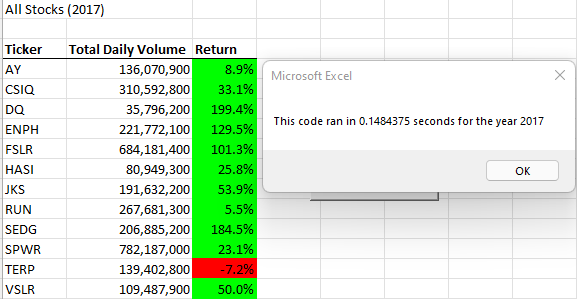 All Stocks (2017)
Ticker Total Daily Volume Return
AY 136,070,900 8.9%
CSIQ 310,592,800 33.1%
DQ 35,796,200 199.4%
ENPH 221,772,100 129.5%
FSLR 684,181,400 101.3%
HASI 80,949,300 25.8%
JKS 191,632,200 53.9%
RUN 267,681,300 5.5%
SEDG 206,885,200 184.5%
SPWR 782,187,000 23.1%
TERP 139,402,800 -7.2%
VSLR 109,487,900 50.0%
Microsoft Excel
This code ran in 0.1484375 seconds for the year 2017
OK